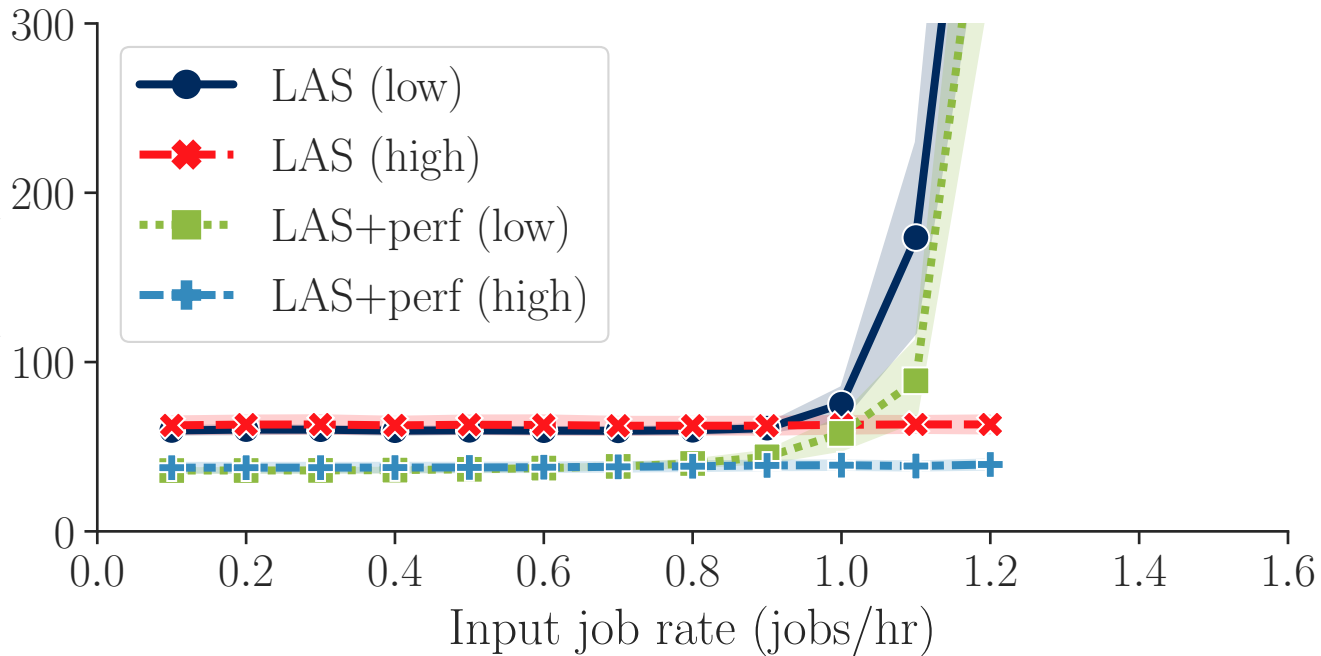 300
200
100
0
LAS (low)
LAS (high)
LAS+perf (low)
LAS+perf (high)
0.0 0.2 0.4 0.6 0.8 1.0 1.2 1.4 1.6
Input job rate (jobs/hr)